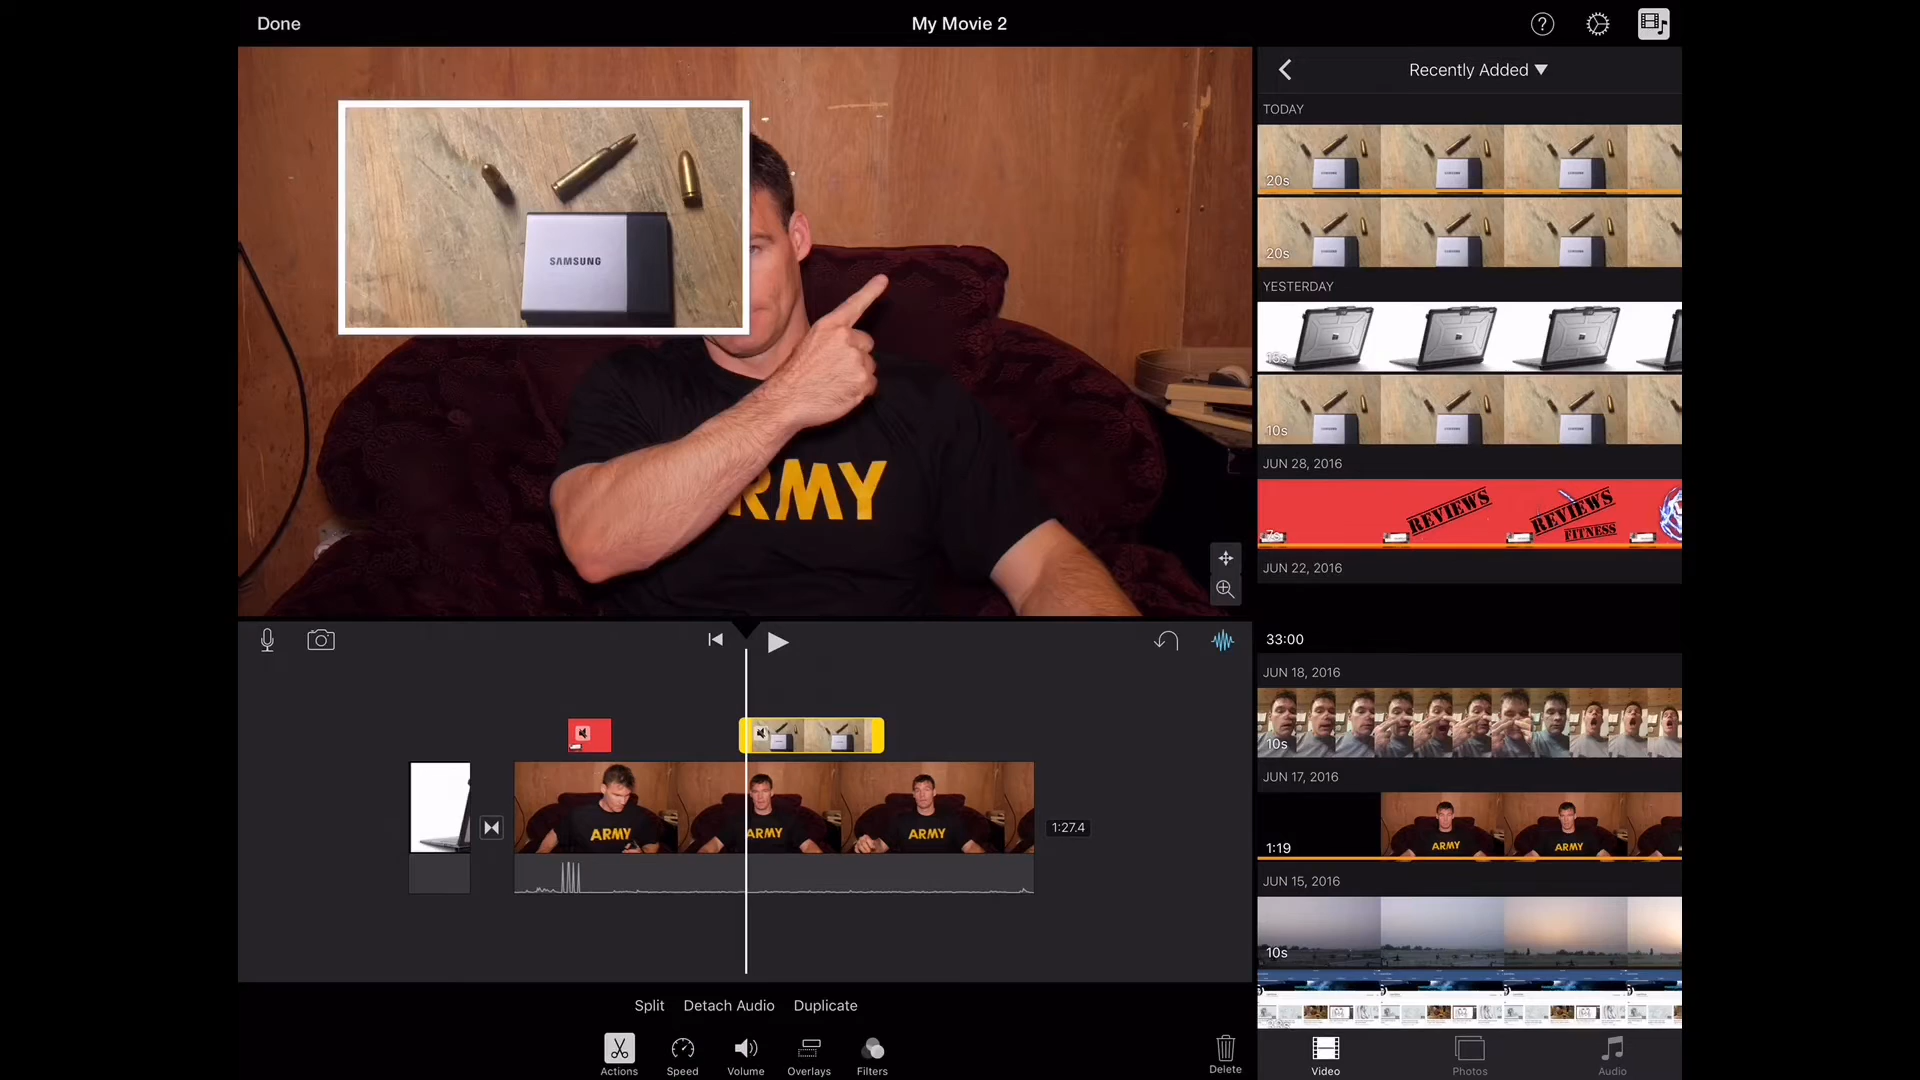 Done
My Movie 2
Recently Added ▼
TODAY
20s
20s
YESTERDAY
15s
10s
JUN 28, 2016
REVIEWS
REVIEWS
FITNESS
7s
JUN 22, 2016
33:00
JUN 18, 2016
10s
JUN 17, 2016
1:19
ARMY
ARMY
JUN 15, 2016
10s
SAMSUNG
ARMY
ARMY
ARMY
ARMY
1:27.4
Split
Detach Audio
Duplicate
Actions
Speed
Volume
Overlays
Filters
Delete
Video
Photos
Audio